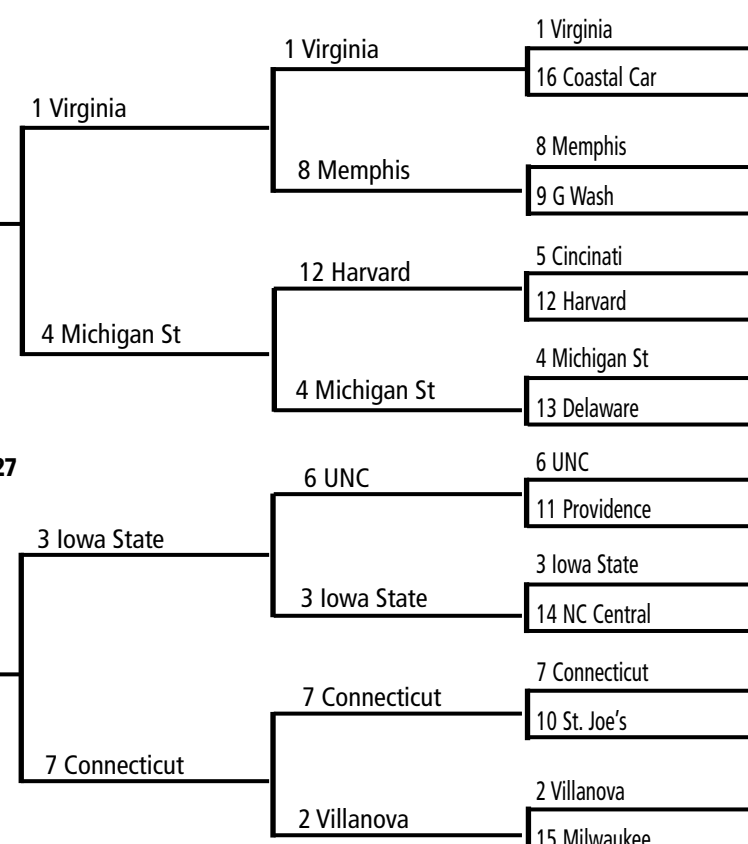 1 Virginia
16 Coastal Car
8 Memphis
9 G Wash
5 Cincinati
12 Harvard
4 Michigan St
13 Delaware
6 UNC
11 Providence
3 Iowa State
14 NC Central
7 Connecticut
10 St. Joe's
2 Villanova
15 Milwaukee
1 Virginia
8 Memphis
12 Harvard
4 Michigan St
6 UNC
3 Iowa State
7 Connecticut
2 Villanova
1 Virginia
4 Michigan St
3 Iowa State
7 Connecticut
27